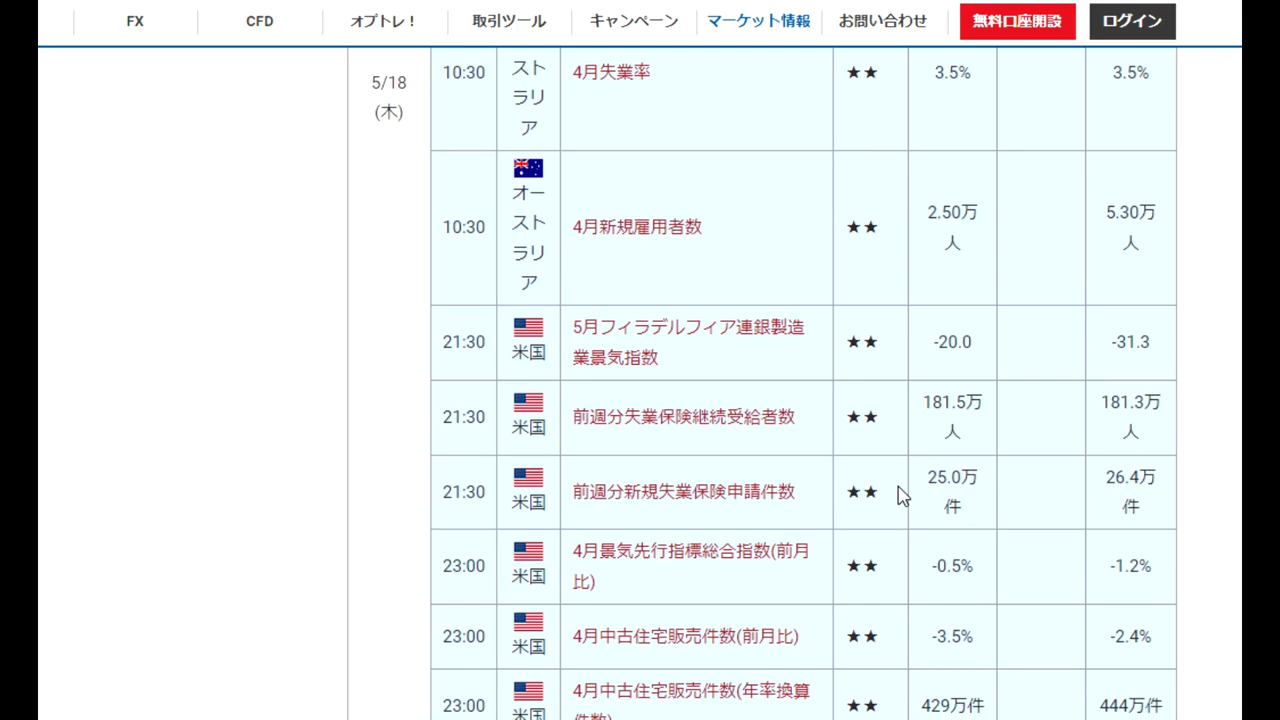 FX CFD オプトレ! 取引ツール キャンペーン マーケット情報 お問い合わせ 無料口座開設 ログイン
5/18
(木)
10:30 ストラリア 4月失業率 ★★ 3.5% 3.5%
10:30 オーストラリア 4月新規雇用者数 ★★ 2.50万人 5.30万人
21:30 米国 5月フィラデルフィア連銀製造業景気指数 ★★ -20.0 -31.3
21:30 米国 前週分失業保険継続受給者数 ★★ 181.5万人 181.3万人
21:30 米国 前週分新規失業保険申請件数 ★★ 25.0万件 26.4万件
23:00 米国 4月景気先行指標総合指数(前月比) ★★ -0.5% -1.2%
23:00 米国 4月中古住宅販売件数(前月比) ★★ -3.5% -2.4%
23:00 米国 4月中古住宅販売件数(年率換算件数) ★★ 429万件 444万件